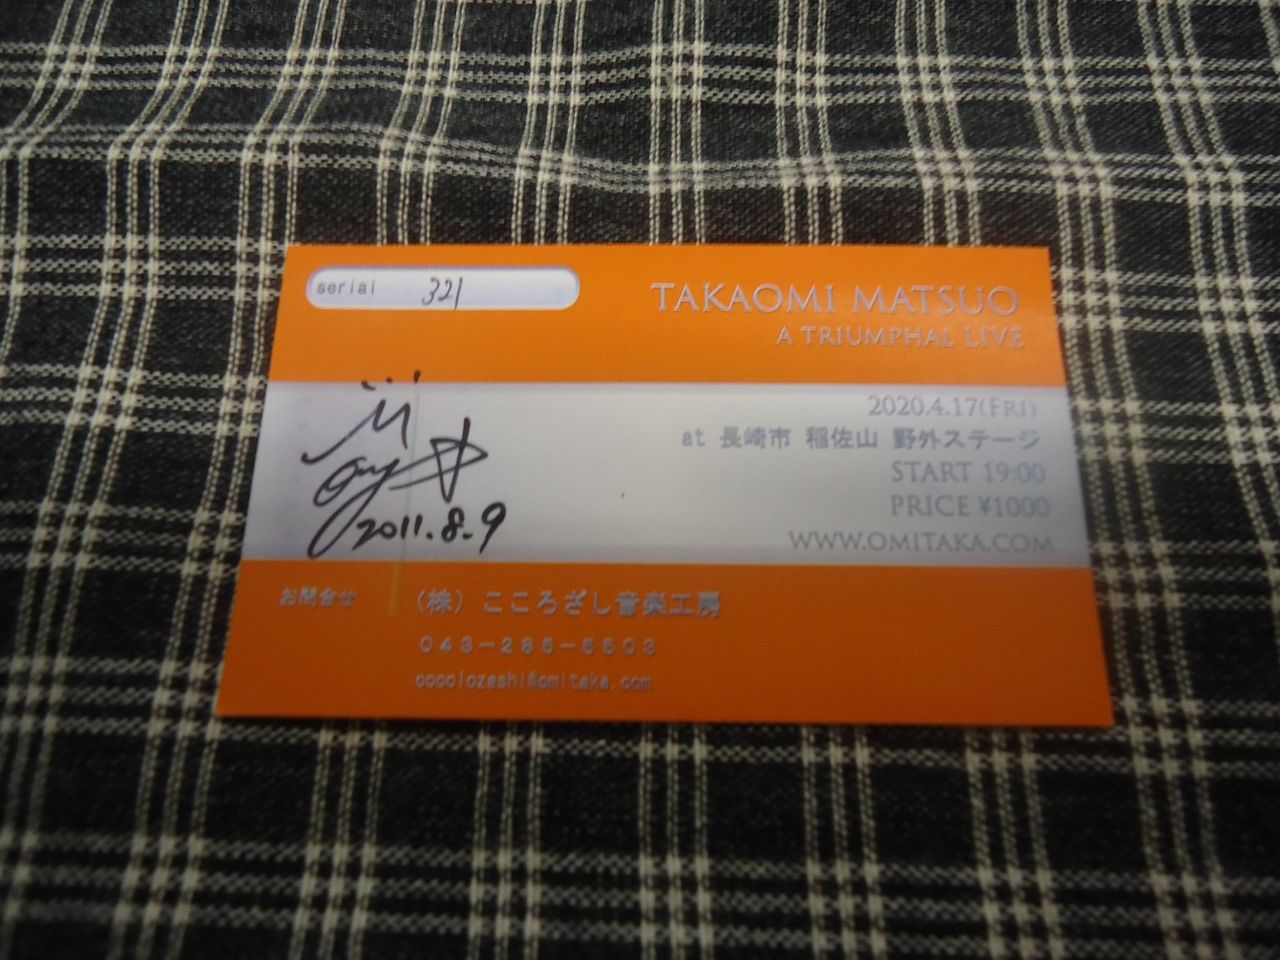 serial 321
TAKAOMI MATSUO
A TRIUMPHAL LIVE
2020.4.17(FRI)
at 長崎市 稲佐山 野外ステージ
START 19:00
PRICE ¥1000
WWW.OMITAKA.COM
2011.8.9
お問合せ (株) こころざし音楽工房
043-285-5503
cocolozashi@omitaka.com